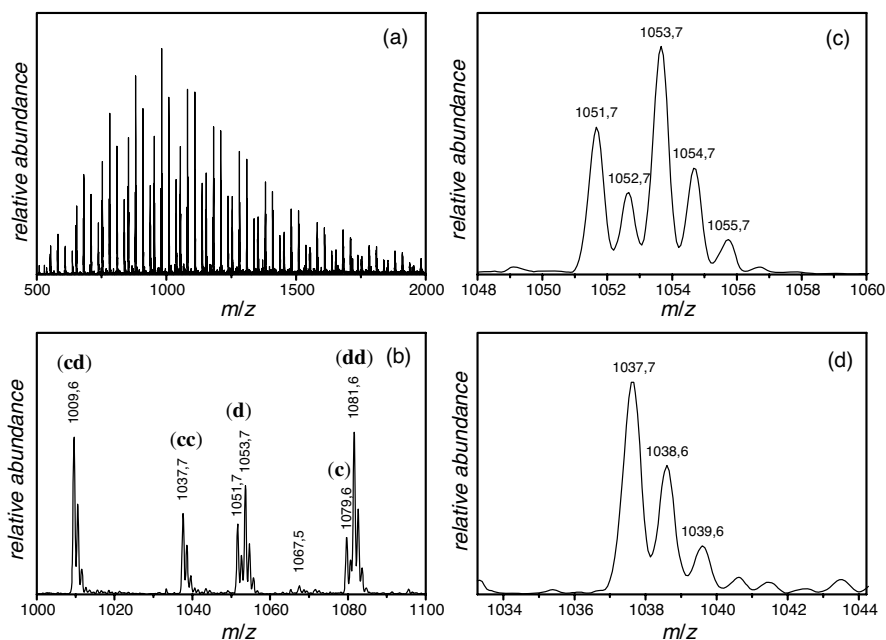 (a)
relative abundance
500 1000 1500 2000
m/z
(c)
1053,7
1051,7
1054,7
1052,7
1055,7
relative abundance
1048 1050 1052 1054 1056 1058 1060
m/z
(b)
(dd)
(cd)
1081,6
1009,6
(d)
(cc)
1053,7
(c)
1037,7
1051,7
1079,6
1067,5
relative abundance
1000 1020 1040 1060 1080 1100
m/z
(d)
1037,7
1038,6
1039,6
relative abundance
1034 1036 1038 1040 1042 1044
m/z